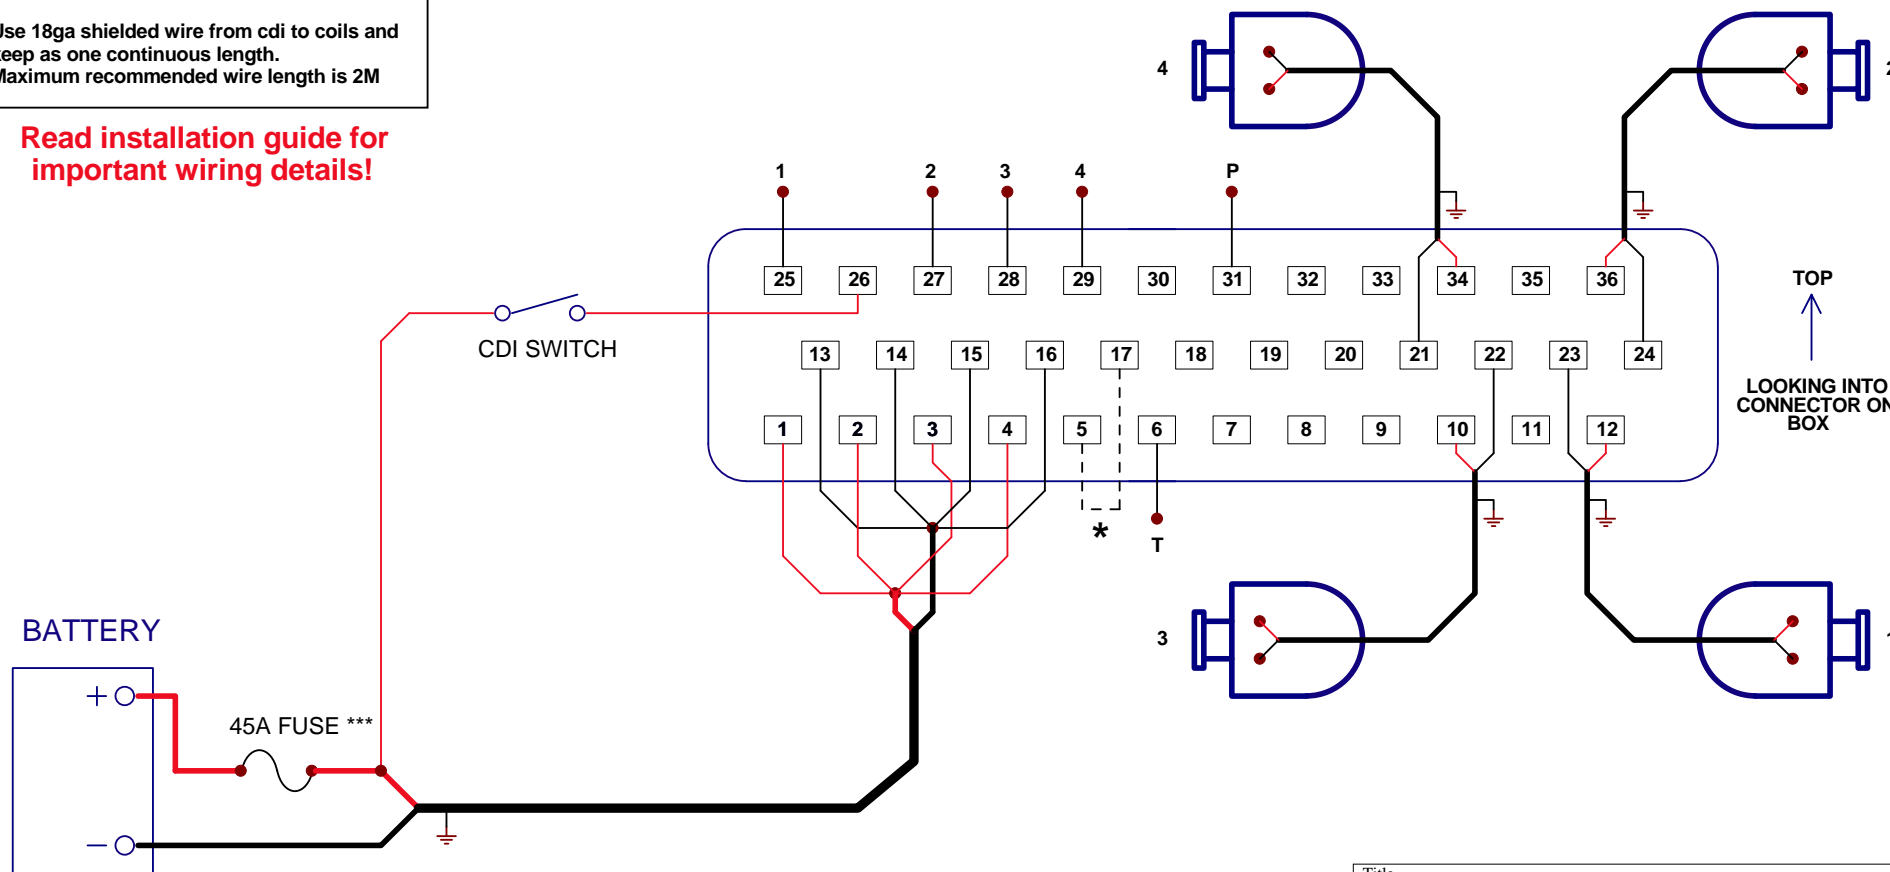 Use 18ga shielded wire from cdi to coils and
keep as one continuous length.
Maximum recommended wire length is 2M
Read installation guide for
important wiring details!
4
2
1 2 3 4 P
25 26 27 28 29 30 31 32 33 34 35 36
TOP
CDI SWITCH
13 14 15 16 17 18 19 20 21 22 23 24
LOOKING INTO
CONNECTOR ON
BOX
1 2 3 4 5 6 7 8 9 10 11 12
*
T
3
1
BATTERY
+
45A FUSE ***
−
Title